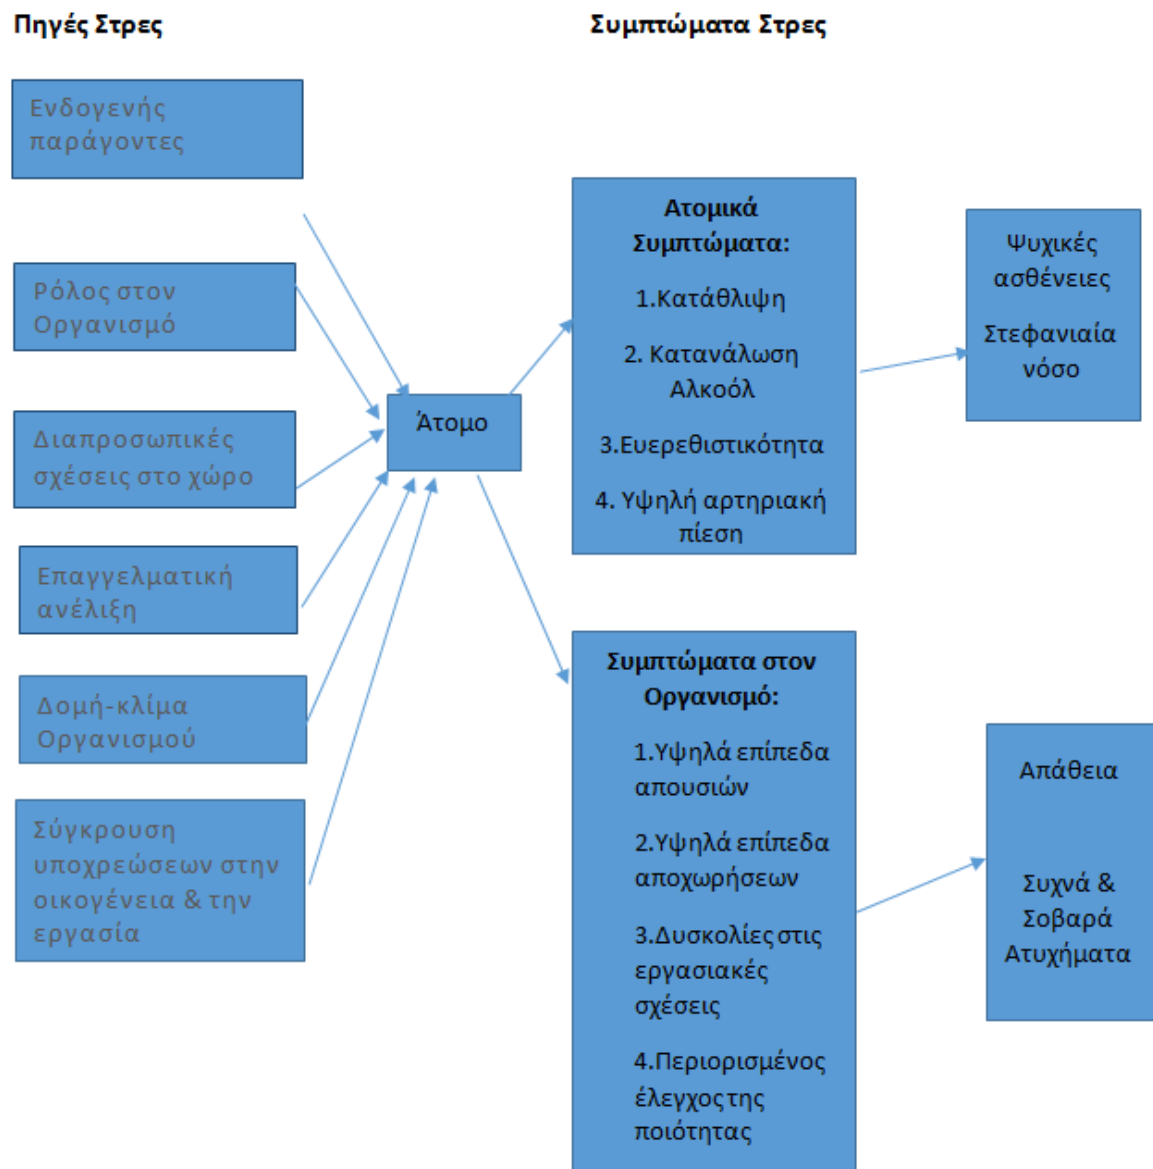 Πηγές Στρες
Συμπτώματα Στρες
Ενδογενής
παράγοντες
Ρόλος στον
Οργανισμό
Διαπροσωπικές
σχέσεις στο χώρο
Επαγγελματική
ανέλιξη
Δομή-κλίμα
Οργανισμού
Σύγκρουση
υποχρεώσεων στην
οικογένεια & την
εργασία
Άτομο
Ατομικά
Συμπτώματα:
1.Κατάθλιψη
2. Κατανάλωση
Αλκοόλ
3.Ευερεθιστικότητα
4. Υψηλή αρτηριακή
πίεση
Συμπτώματα στον
Οργανισμό:
1.Υψηλά επίπεδα
απουσιών
2.Υψηλά επίπεδα
αποχωρήσεων
3.Δυσκολίες στις
εργασιακές
σχέσεις
4.Περιορισμένος
έλεγχος της
ποιότητας
Ψυχικές
ασθένειες
Στεφανιαία
νόσο
Απάθεια
Συχνά &
Σοβαρά
Ατυχήματα